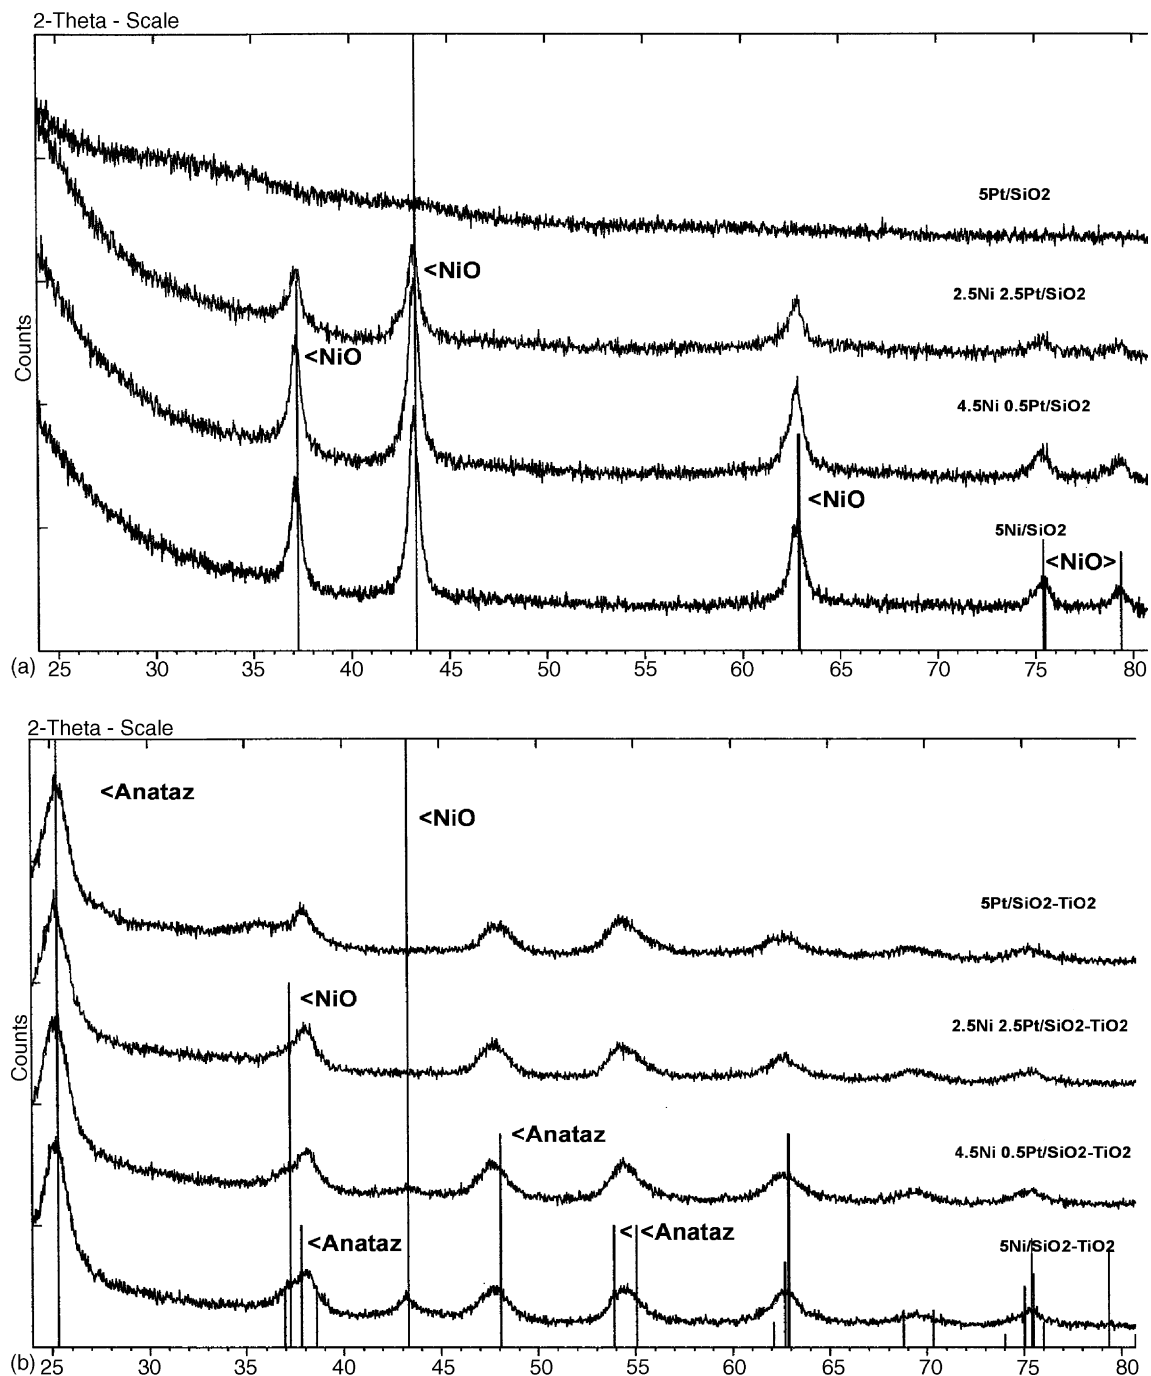 2-Theta - Scale
5Pt/SiO2
<NiO
2.5Ni 2.5Pt/SiO2
Counts
<NiO
4.5Ni 0.5Pt/SiO2
<NiO
5Ni/SiO2
<NiO>
(a) 25 30 35 40 45 50 55 60 65 70 75 80
2-Theta - Scale
<Anataz
<NiO
5Pt/SiO2-TiO2
<NiO
2.5Ni 2.5Pt/SiO2-TiO2
Counts
<Anataz
4.5Ni 0.5Pt/SiO2-TiO2
<Anataz
< <Anataz
5Ni/SiO2-TiO2
(b) 25 30 35 40 45 50 55 60 65 70 75 80